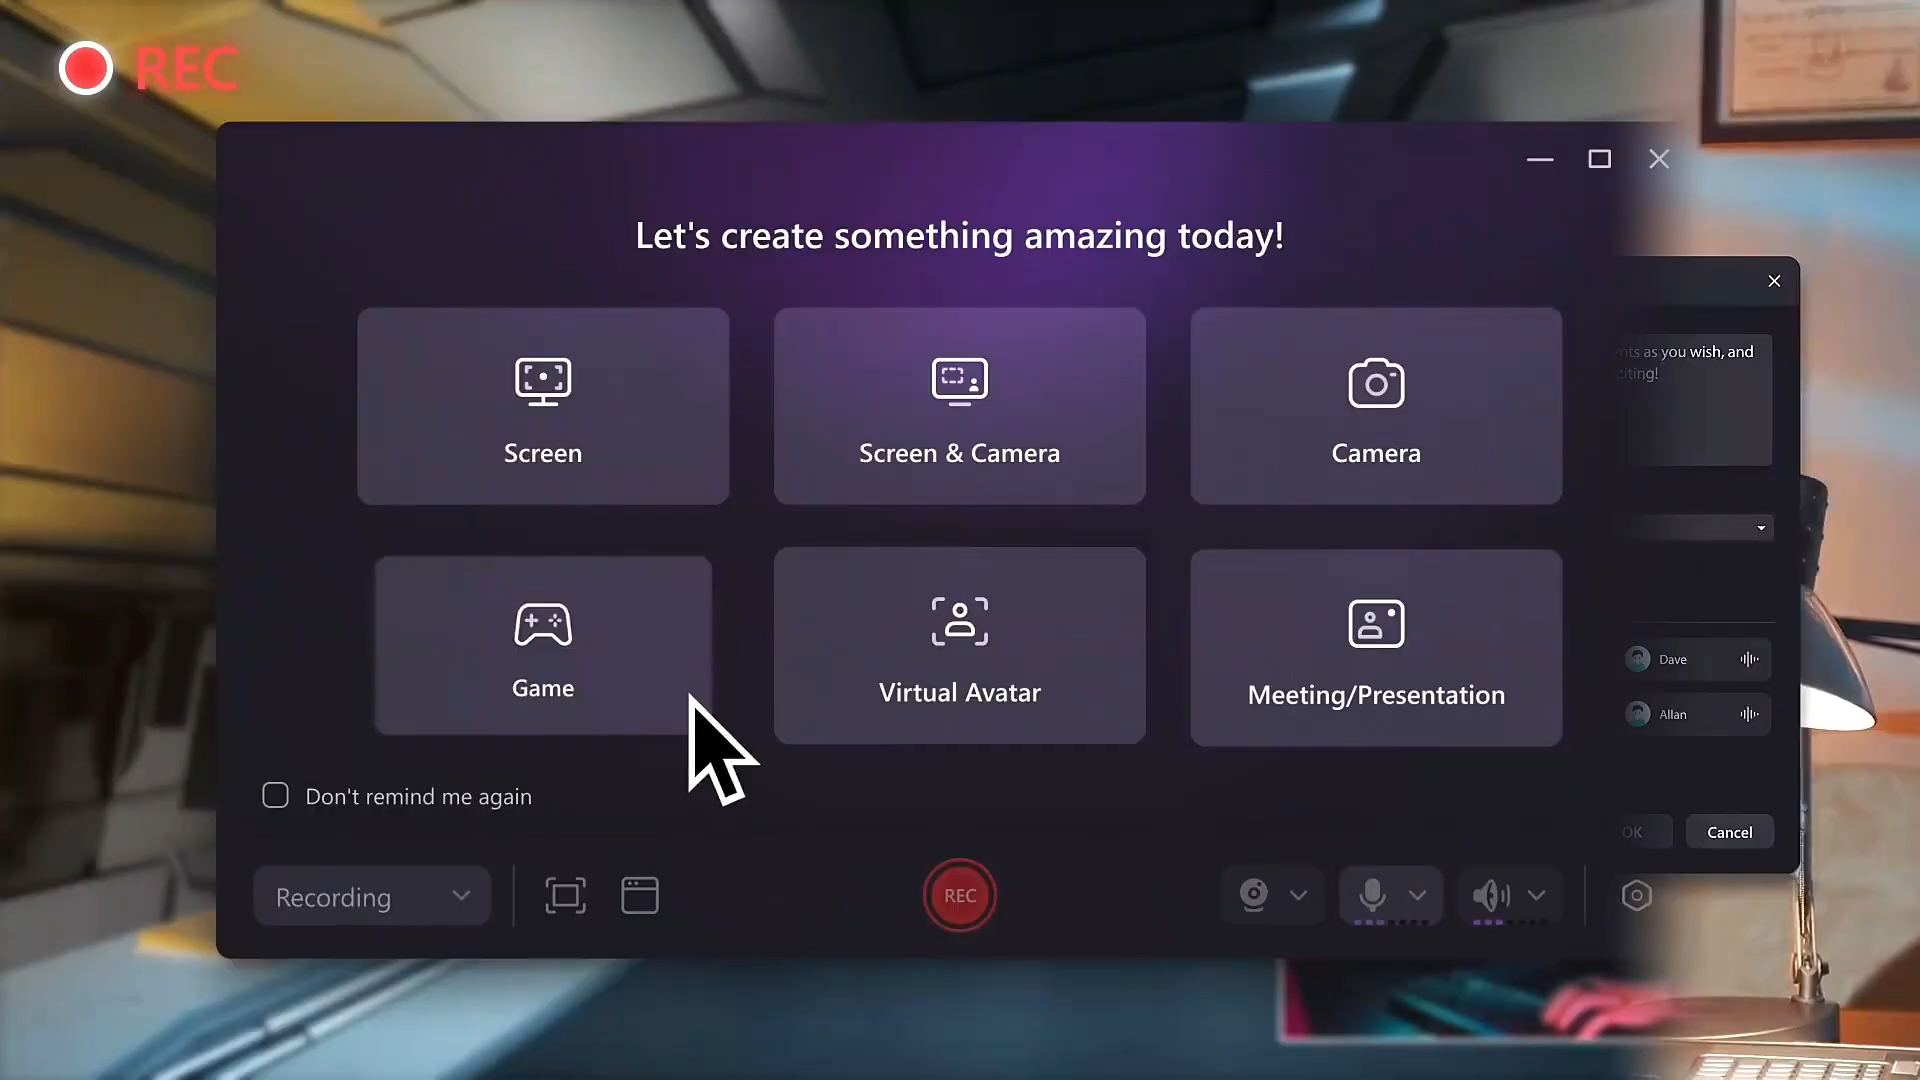 REC
Let's create something amazing today!
Screen
Screen & Camera
Camera
as you wish, and
citing!
Game
Virtual Avatar
Meeting/Presentation
Dave
Allan
Don't remind me again
OK
Cancel
Recording
REC